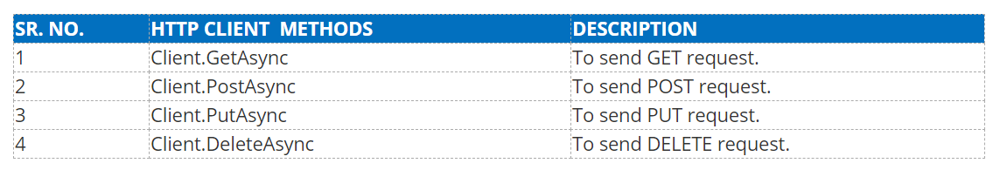 SR. NO. HTTP CLIENT  METHODS DESCRIPTION
1 Client.GetAsync To send GET request.
2 Client.PostAsync To send POST request.
3 Client.PutAsync To send PUT request.
4 Client.DeleteAsync To send DELETE request.